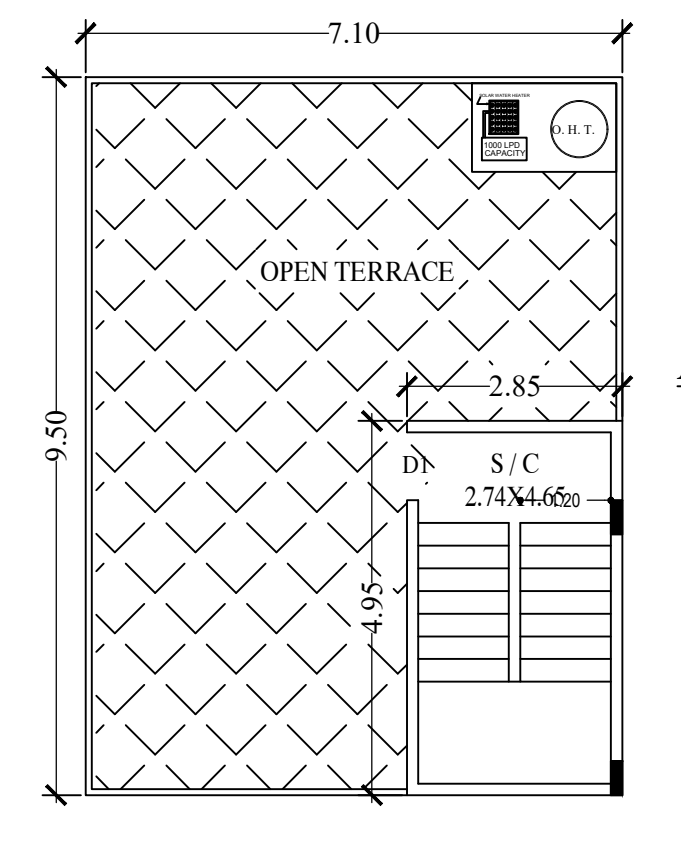 7.10
SOLAR WATER HEATER
O. H. T.
1000 LPD
CAPACITY
OPEN TERRACE
2.85
9.50
D1
S / C
2.74X4.65
1.20
4.95